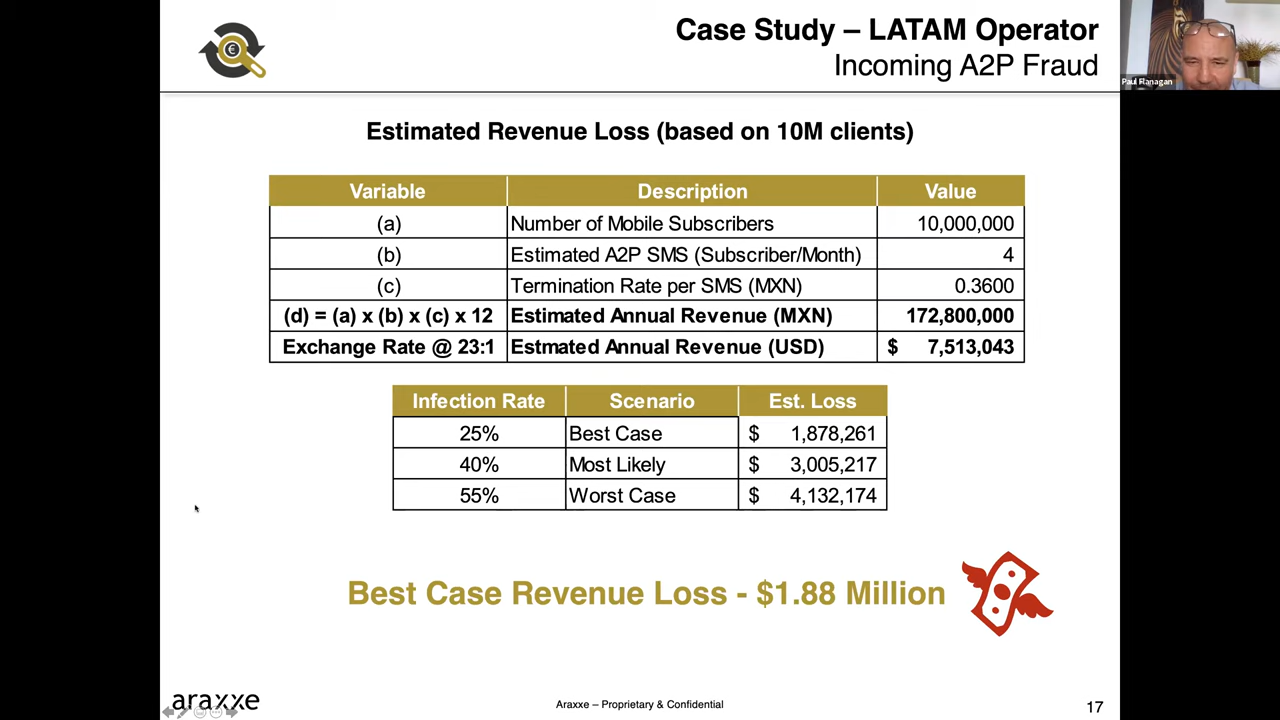 Case Study – LATAM Operator
Incoming A2P Fraud
Paul Flanagan
€
Estimated Revenue Loss (based on 10M clients)
Variable Description Value
(a) Number of Mobile Subscribers 10,000,000
(b) Estimated A2P SMS (Subscriber/Month) 4
(c) Termination Rate per SMS (MXN) 0.3600
(d) = (a) x (b) x (c) x 12 Estimated Annual Revenue (MXN) 172,800,000
Exchange Rate @ 23:1 Estmated Annual Revenue (USD) $ 7,513,043
Infection Rate Scenario Est. Loss
25% Best Case $ 1,878,261
40% Most Likely $ 3,005,217
55% Worst Case $ 4,132,174
Best Case Revenue Loss - $1.88 Million
araxxe
Araxxe – Proprietary & Confidential
17